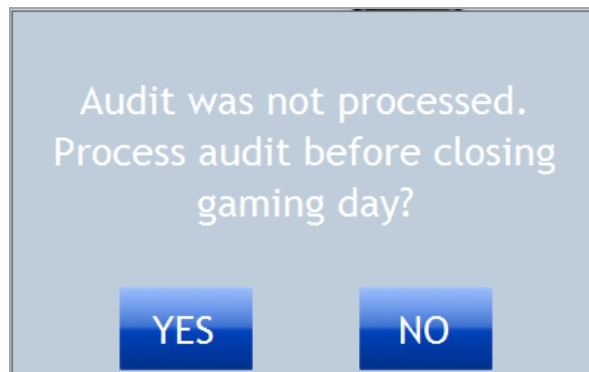 Audit was not processed.
Process audit before closing
gaming day?
YES NO